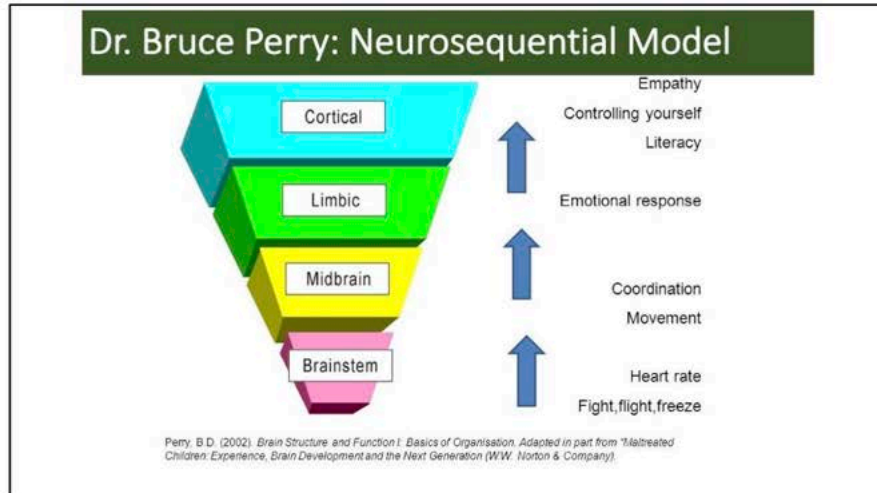 Dr. Bruce Perry: Neurosequential Model
Cortical
Limbic
Midbrain
Brainstem
Empathy
Controlling yourself
Literacy
Emotional response
Coordination
Movement
Heart rate
Fight,flight,freeze
Perry, B.D. (2002). Brain Structure and Function I: Basics of Organisation. Adapted in part from "Maltreated
Children: Experience, Brain Development and the Next Generation (W.W. Norton & Company).